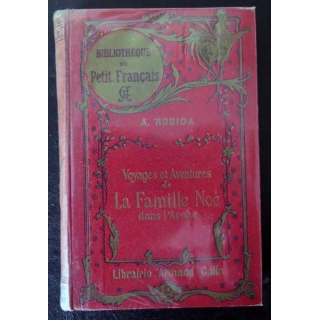 BIBLIOTHÈQUE
DU
Petit Français
A. ROBIDA
Voyages et Aventures
de
La Famille Noé
dans l'Arche
Librairie Armand Colin